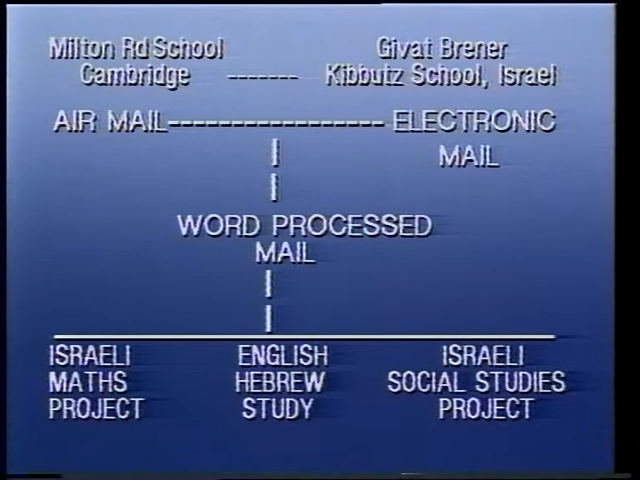 Milton Rd School Givat Brener
Cambridge ------- Kibbutz School, Israel
AIR MAIL----------------- ELECTRONIC
MAIL
WORD PROCESSED
MAIL
ISRAELI ENGLISH ISRAELI
MATHS HEBREW SOCIAL STUDIES
PROJECT STUDY PROJECT